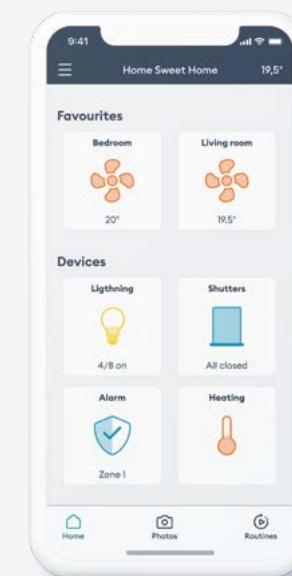 9:41
Home Sweet Home 19,5°
Favourites
Bedroom Living room
20° 19,5°
Devices
Ligthning Shutters
4/8 on All closed
Alarm Heating
Zone 1
Home Photos Routines